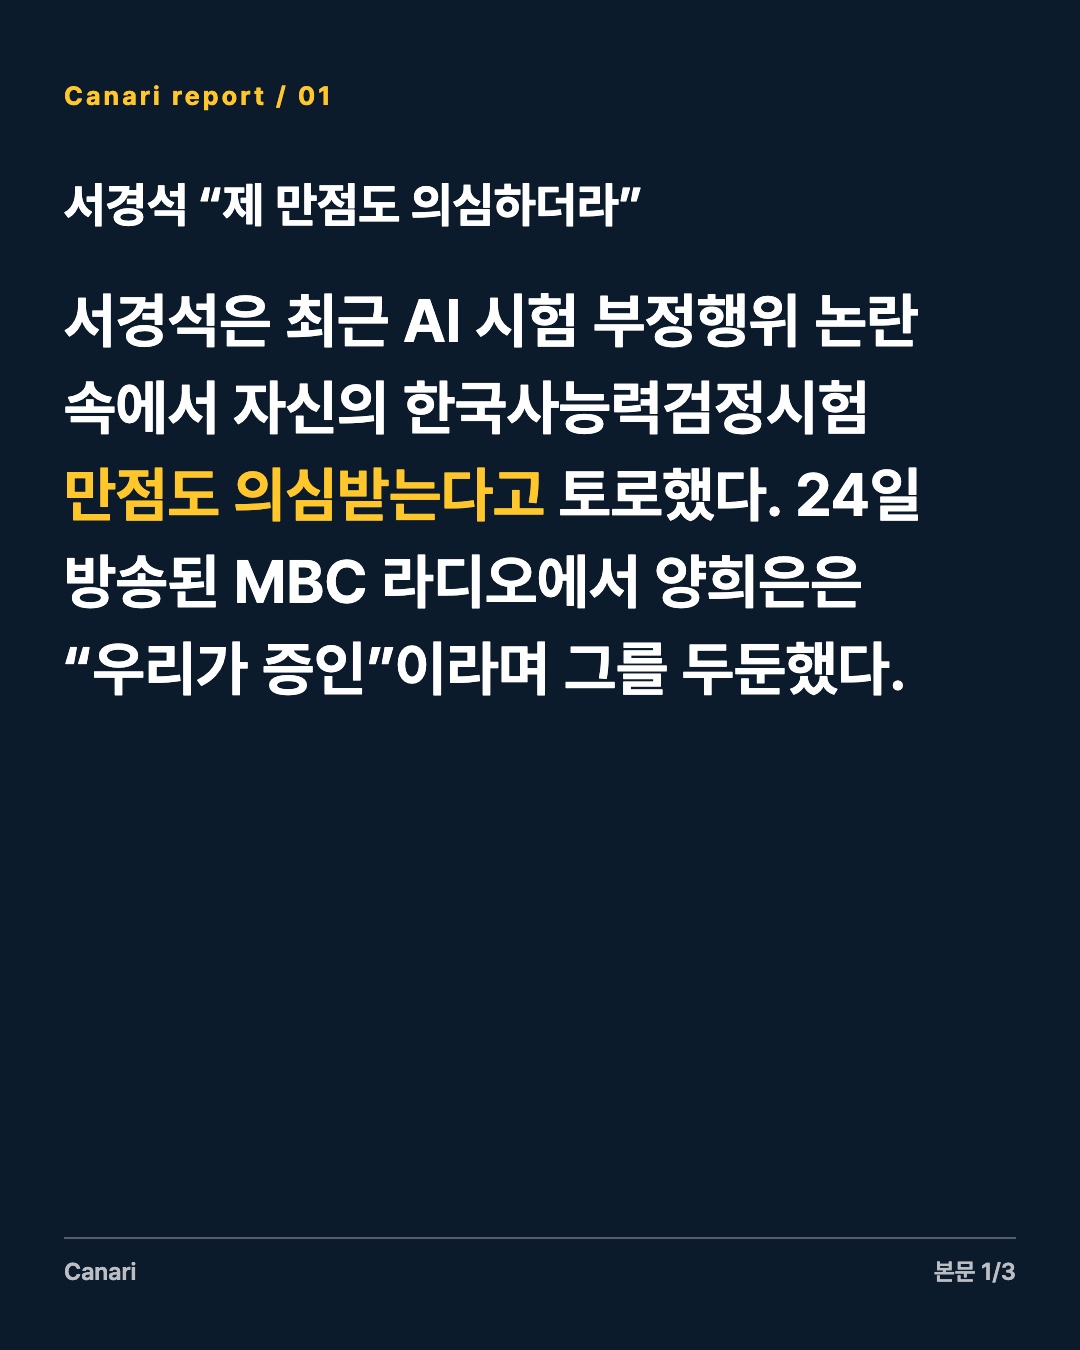 Canari report / 01
서경석 “제 만점도 의심하더라”
서경석은 최근 AI 시험 부정행위 논란
속에서 자신의 한국사능력검정시험
만점도 의심받는다고 토로했다. 24일
방송된 MBC 라디오에서 양희은은
“우리가 증인”이라며 그를 두둔했다.
Canari
본문 1/3